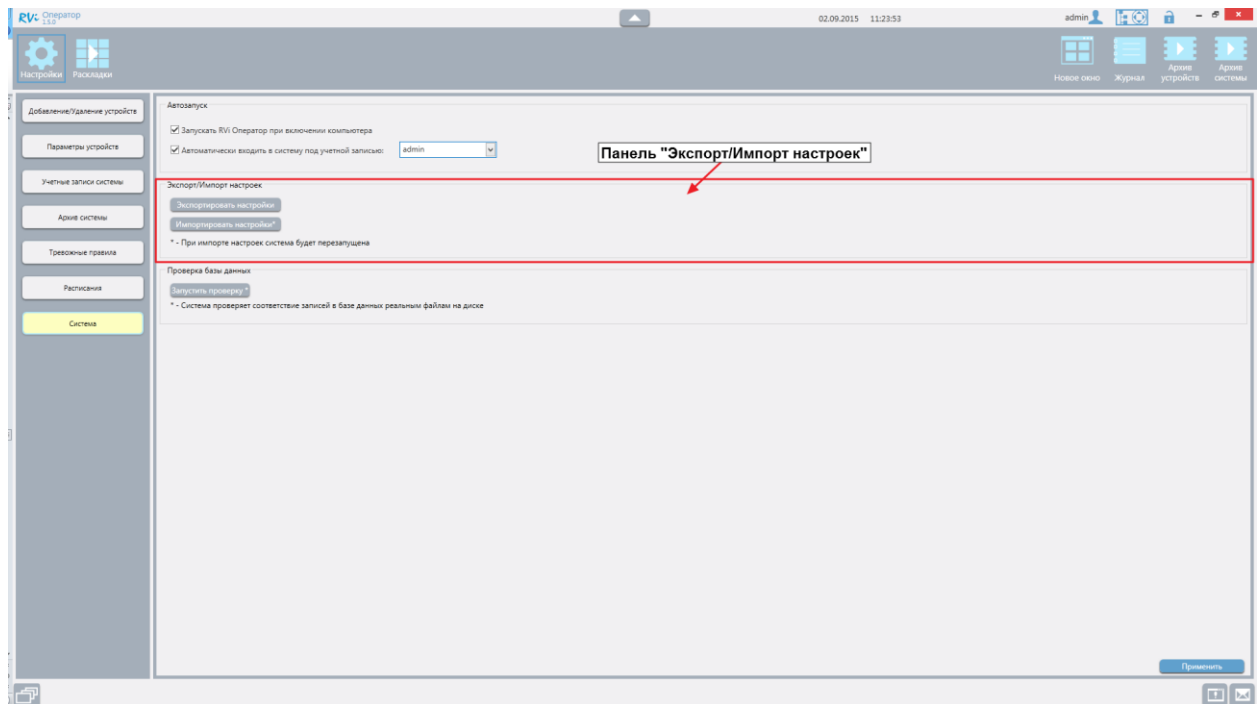 RVi Оператор
1.5.0
02.09.2015 11:23:53
admin
Настройки
Раскладки
Новое окно
Журнал
Архив
устройств
Архив
системы
Добавление/Удаление устройств
Параметры устройств
Учетные записи системы
Архив системы
Тревожные правила
Расписания
Система
Автозапуск
Запускать RVi Оператор при включении компьютера
Автоматически входить в систему под учетной записью: admin
Панель "Экспорт/Импорт настроек"
Экспорт/Импорт настроек
Экспортировать настройки
Импортировать настройки*
* - При импорте настроек система будет перезапущена
Проверка базы данных
Запустить проверку *
* - Система проверяет соответствие записей в базе данных реальным файлам на диске
Применить